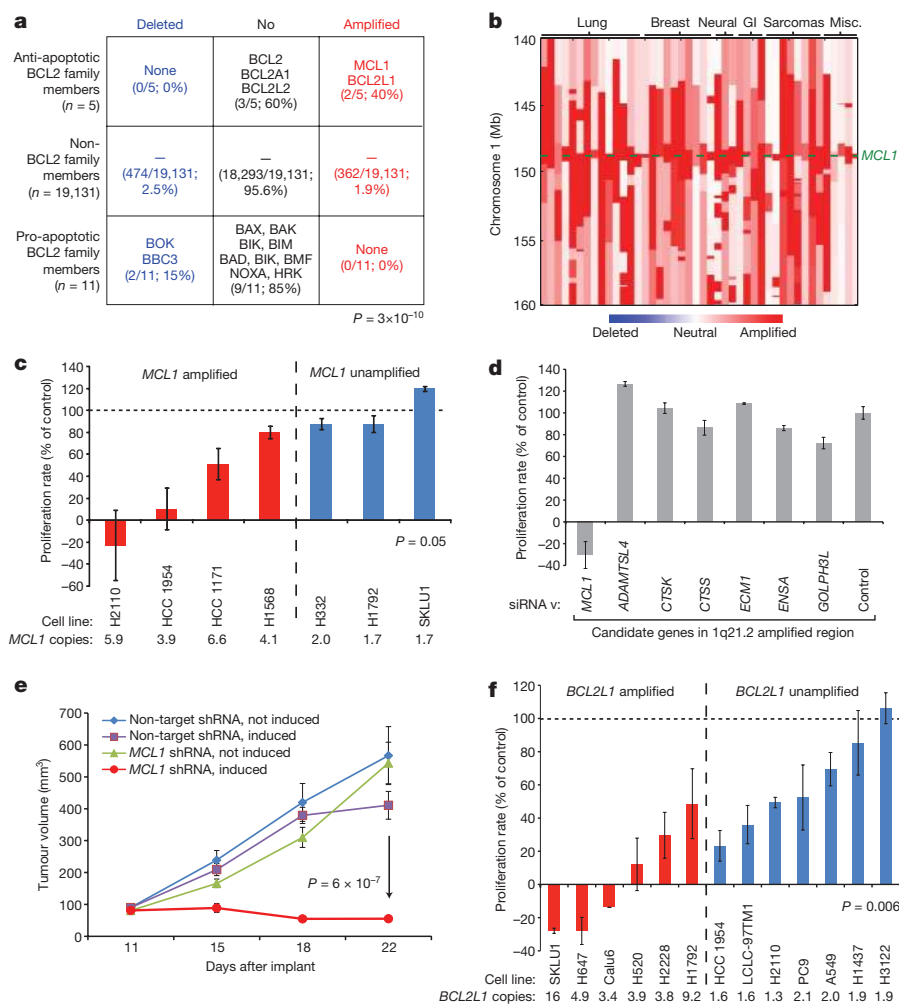 a
Deleted
No
Amplified
Anti-apoptotic
BCL2 family
members
(n = 5)
None
(0/5; 0%)
BCL2
BCL2A1
BCL2L2
(3/5; 60%)
MCL1
BCL2L1
(2/5; 40%)
Non-
BCL2 family
members
(n = 19,131)
—
(474/19,131;
2.5%)
—
(18,293/19,131;
95.6%)
—
(362/19,131;
1.9%)
Pro-apoptotic
BCL2 family
members
(n = 11)
BOK
BBC3
(2/11; 15%)
BAX, BAK
BIK, BIM
BAD, BIK, BMF
NOXA, HRK
(9/11; 85%)
None
(0/11; 0%)
P = 3×10⁻¹⁰
b
Lung
Breast
Neural
GI
Sarcomas
Misc.
Chromosome 1 (Mb)
140
145
150
155
160
MCL1
Deleted
Neutral
Amplified
c
MCL1 amplified
MCL1 unamplified
Proliferation rate (% of control)
140
120
100
80
60
40
20
0
−20
−40
−60
P = 0.05
Cell line:
H2110
HCC 1954
HCC 1171
H1568
H332
H1792
SKLU1
MCL1 copies:
5.9
3.9
6.6
4.1
2.0
1.7
1.7
d
Proliferation rate (% of control)
140
120
100
80
60
40
20
0
−20
−40
siRNA v:
MCL1
ADAMTSL4
CTSK
CTSS
ECM1
ENSA
GOLPH3L
Control
Candidate genes in 1q21.2 amplified region
e
Tumour volume (mm³)
700
600
500
400
300
200
100
0
Non-target shRNA, not induced
Non-target shRNA, induced
MCL1 shRNA, not induced
MCL1 shRNA, induced
P = 6 × 10⁻⁷
11
15
18
22
Days after implant
f
BCL2L1 amplified
BCL2L1 unamplified
Proliferation rate (% of control)
120
100
80
60
40
20
0
−20
−40
P = 0.006
Cell line:
SKLU1
H647
Calu6
H520
H2228
H1792
HCC 1954
LCLC-97TM1
H2110
PC9
A549
H1437
H3122
BCL2L1 copies:
16
4.9
3.4
3.9
3.8
9.2
1.6
1.6
1.3
2.1
2.0
1.9
1.9